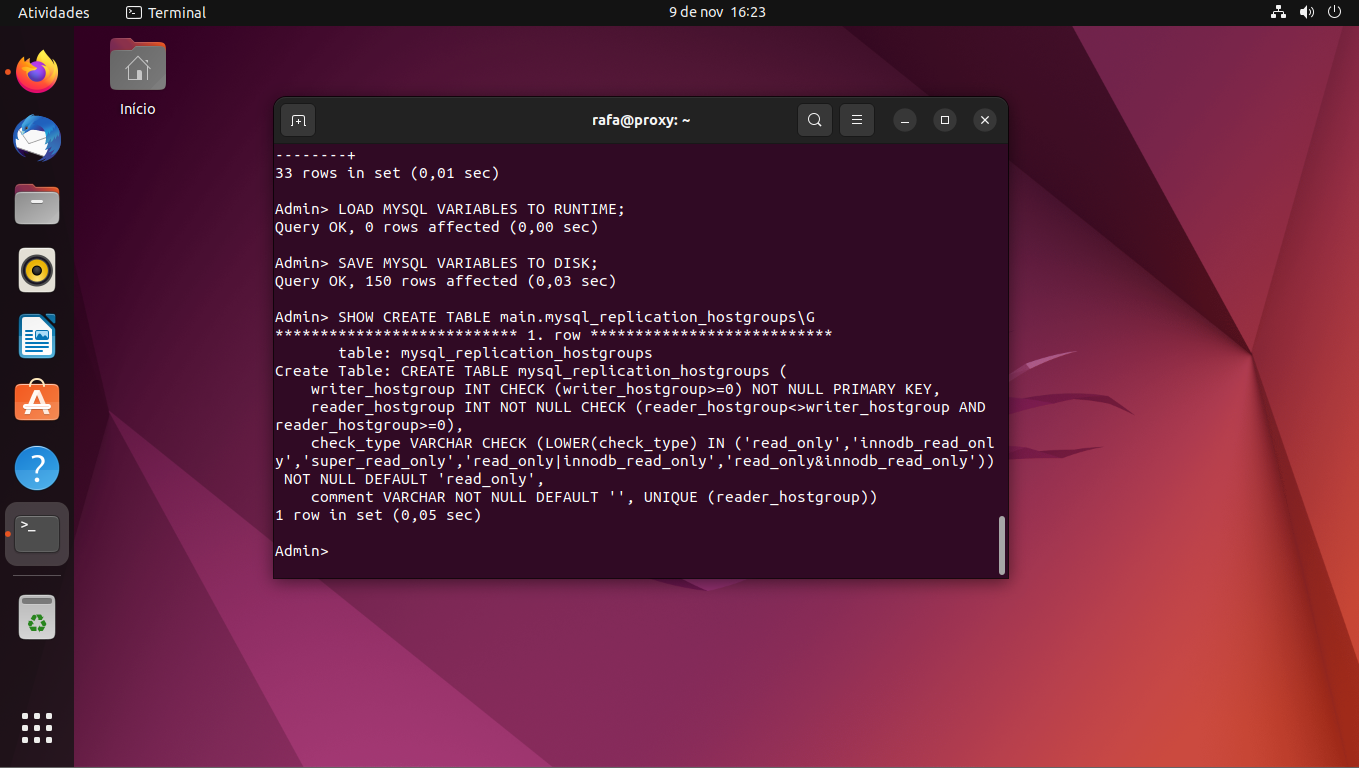 Atividades
Terminal
9 de nov 16:23
Início
rafa@proxy: ~
--------+
33 rows in set (0,01 sec)
Admin> LOAD MYSQL VARIABLES TO RUNTIME;
Query OK, 0 rows affected (0,00 sec)
Admin> SAVE MYSQL VARIABLES TO DISK;
Query OK, 150 rows affected (0,03 sec)
Admin> SHOW CREATE TABLE main.mysql_replication_hostgroups\G
*************************** 1. row ***************************
       table: mysql_replication_hostgroups
Create Table: CREATE TABLE mysql_replication_hostgroups (
    writer_hostgroup INT CHECK (writer_hostgroup>=0) NOT NULL PRIMARY KEY,
    reader_hostgroup INT NOT NULL CHECK (reader_hostgroup<>writer_hostgroup AND
reader_hostgroup>=0),
    check_type VARCHAR CHECK (LOWER(check_type) IN ('read_only','innodb_read_onl
y','super_read_only','read_only|innodb_read_only','read_only&innodb_read_only'))
 NOT NULL DEFAULT 'read_only',
    comment VARCHAR NOT NULL DEFAULT '', UNIQUE (reader_hostgroup))
1 row in set (0,05 sec)
Admin>